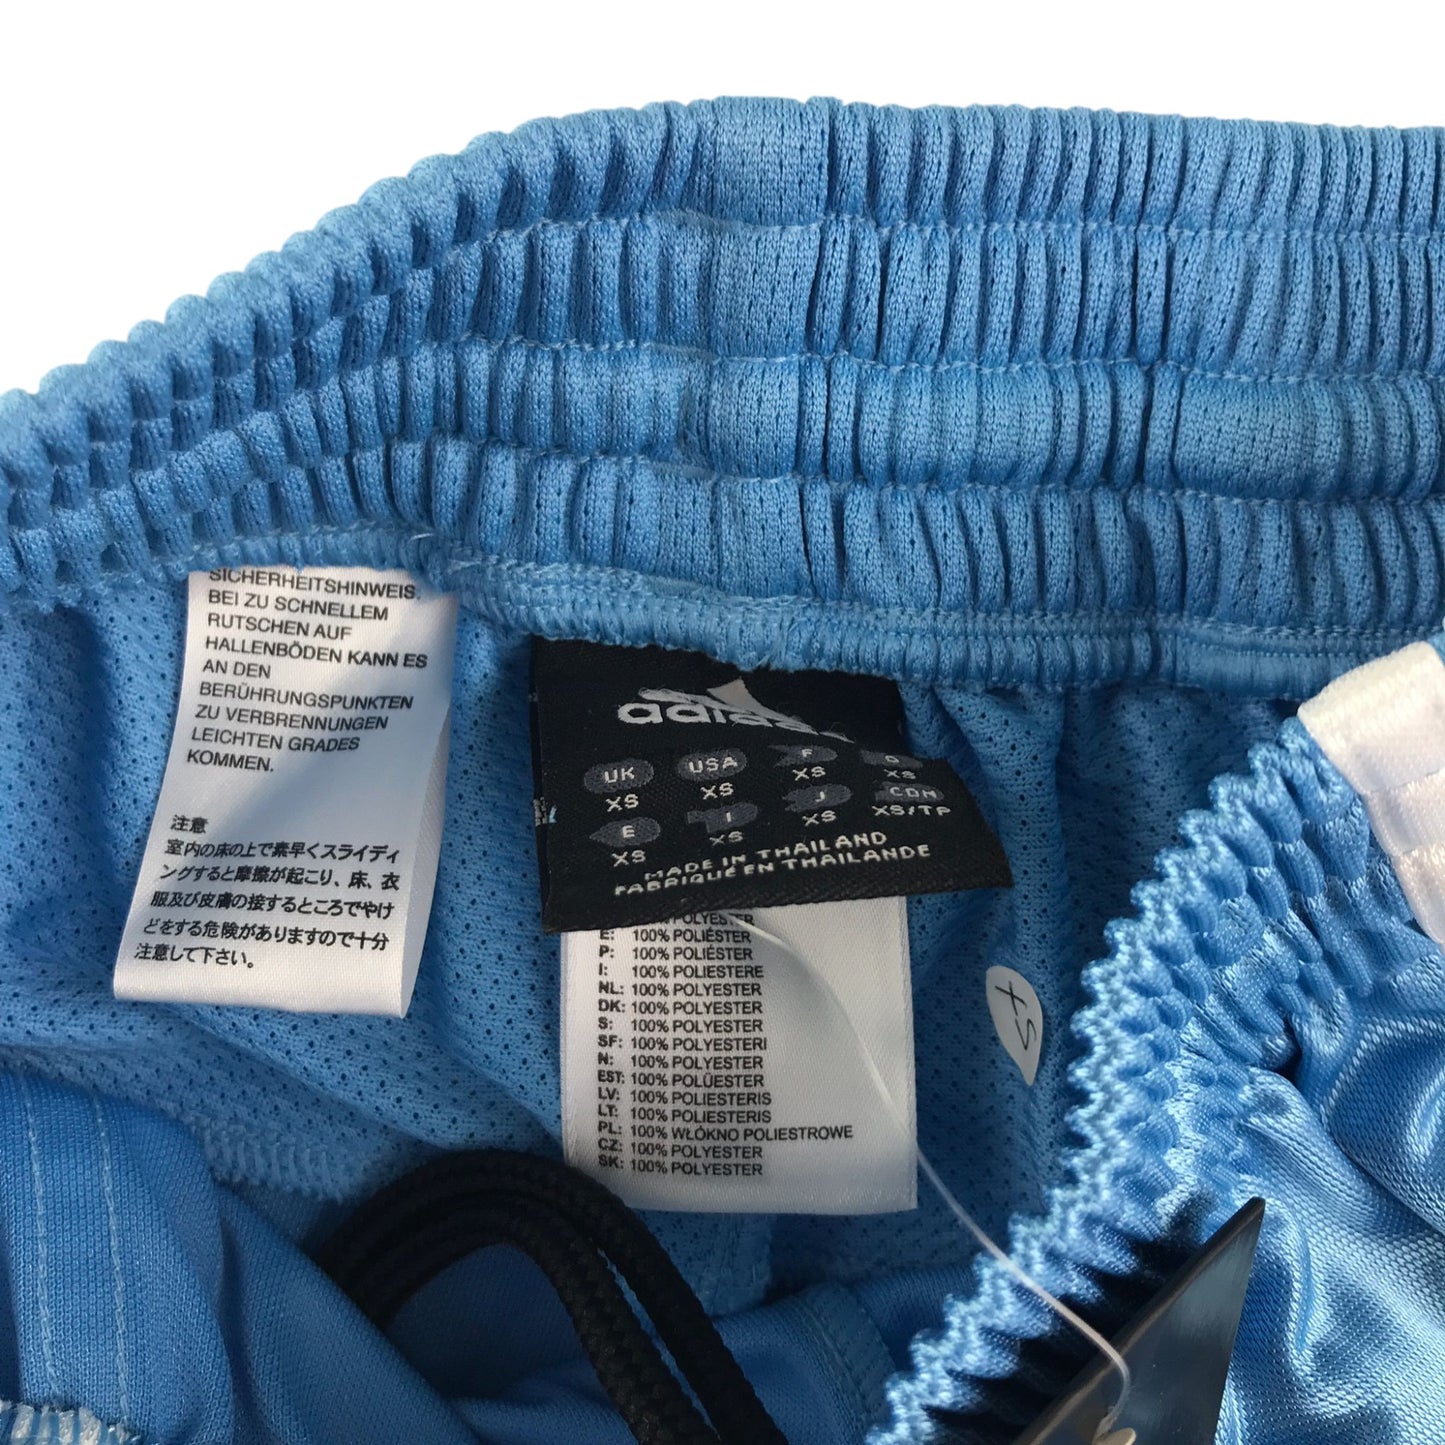 SICHERHEITSHINWEIS.
BEI ZU SCHNELLEM
RUTSCHEN AUF
HALLENBÖDEN KANN ES
AN DEN
BERÜHRUNGSPUNKTEN
ZU VERBRENNUNGEN
LEICHTEN GRADES
KOMMEN.
注意
室内の床の上で素早くスライディ
ングすると摩擦が起こり、床、衣
服及び皮膚の接するところでやけ
どをする危険がありますので十分
注意して下さい。
adidas
UK USA F D
XS XS XS XS
E I J CDN
XS XS XS XS/TP
MADE IN THAILAND
FABRIQUÉ EN THAILANDE
100% POLYESTER
E: 100% POLIÉSTER
P: 100% POLIÉSTER
I: 100% POLIESTERE
NL: 100% POLYESTER
DK: 100% POLYESTER
S: 100% POLYESTER
SF: 100% POLYESTERI
N: 100% POLYESTER
EST: 100% POLÜESTER
LV: 100% POLIESTERIS
LT: 100% POLIESTERIS
PL: 100% WŁÓKNO POLIESTROWE
CZ: 100% POLYESTER
SK: 100% POLYESTER
XS